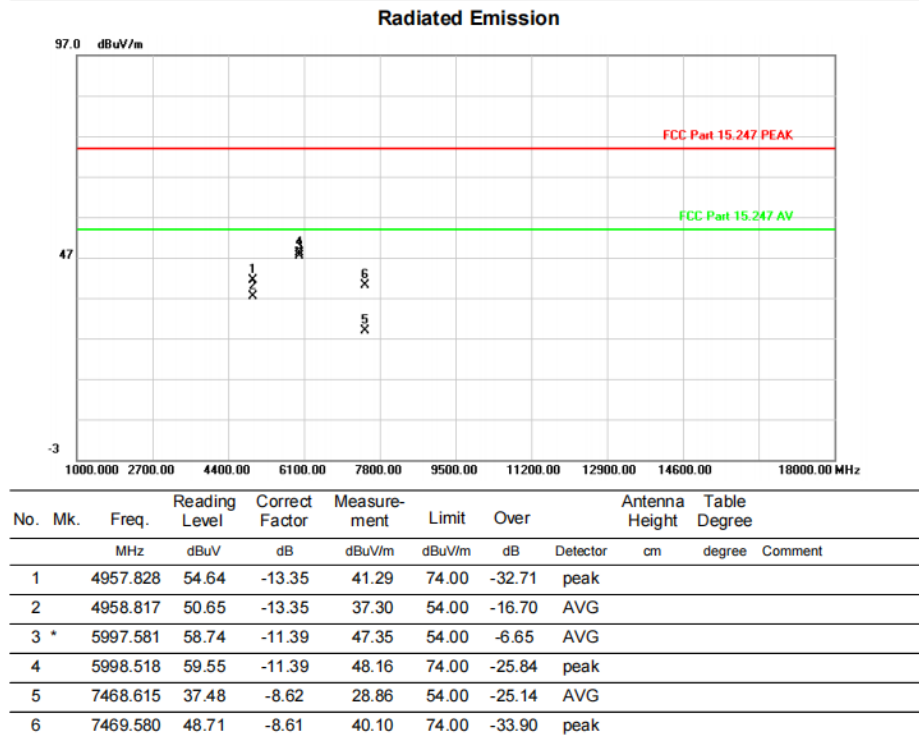 Radiated Emission
97.0 dBuV/m
FCC Part 15.247 PEAK
FCC Part 15.247 AV
4
3
47
1
6
2
5
-3
1000.000 2700.00 4400.00 6100.00 7800.00 9500.00 11200.00 12900.00 14600.00 18000.00 MHz
No. Mk. Freq. Reading Level Correct Factor Measure-ment Limit Over Antenna Height Table Degree
MHz dBuV dB dBuV/m dBuV/m dB Detector cm degree Comment
1 4957.828 54.64 -13.35 41.29 74.00 -32.71 peak
2 4958.817 50.65 -13.35 37.30 54.00 -16.70 AVG
3 * 5997.581 58.74 -11.39 47.35 54.00 -6.65 AVG
4 5998.518 59.55 -11.39 48.16 74.00 -25.84 peak
5 7468.615 37.48 -8.62 28.86 54.00 -25.14 AVG
6 7469.580 48.71 -8.61 40.10 74.00 -33.90 peak